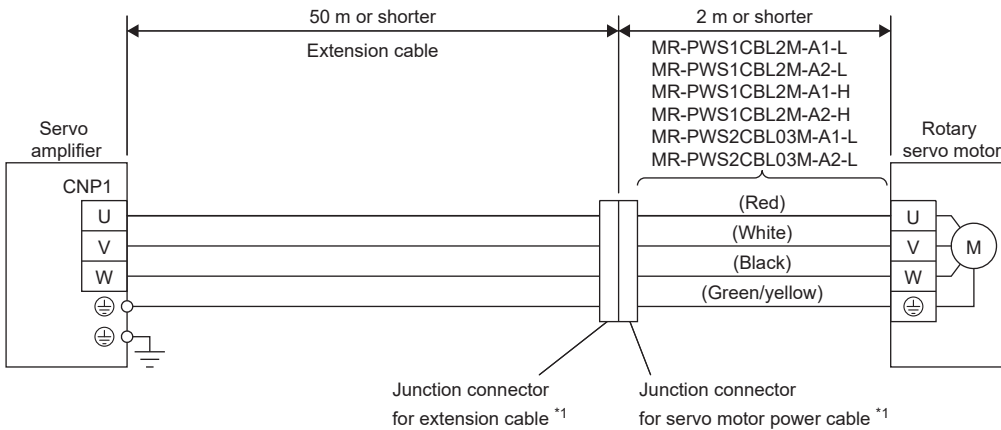 50 m or shorter
2 m or shorter
Extension cable
MR-PWS1CBL2M-A1-L
MR-PWS1CBL2M-A2-L
MR-PWS1CBL2M-A1-H
MR-PWS1CBL2M-A2-H
MR-PWS2CBL03M-A1-L
MR-PWS2CBL03M-A2-L
Servo
amplifier
Rotary
servo motor
CNP1
U
(Red)
U
V
(White)
V
M
W
(Black)
W
(Green/yellow)
Junction connector
for extension cable *1
Junction connector
for servo motor power cable *1